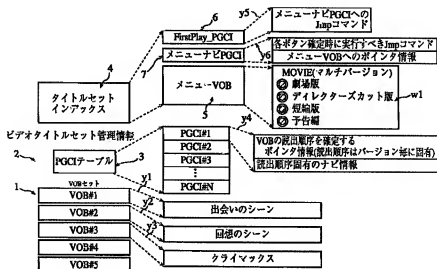 6
y5
FirstPlay_PGCI
メニューナビPGCIへの
Jmpコマンド
7
メニューナビPGCI
y6
各ボタン確定時に実行すべきJmpコマンド
メニューVOBへのポインタ情報
4
メニューVOB
5
MOVIE(マルチバージョン)
劇場版
ディレクターズカット版
短編版
予告編
w1
タイトルセット
インデックス
ビデオタイトルセット管理情報
2
PGCIテーブル
3
PGCI#1
PGCI#2
PGCI#3
PGCI#N
y4
VOBの読出順序を確定する
ポインタ情報(読出順序はバージョン毎に固有)
読出順序固有のナビ情報
1
VOBセット
VOB#1
VOB#2
VOB#3
VOB#4
VOB#5
y1
y2
y3
出会いのシーン
回想のシーン
クライマックス